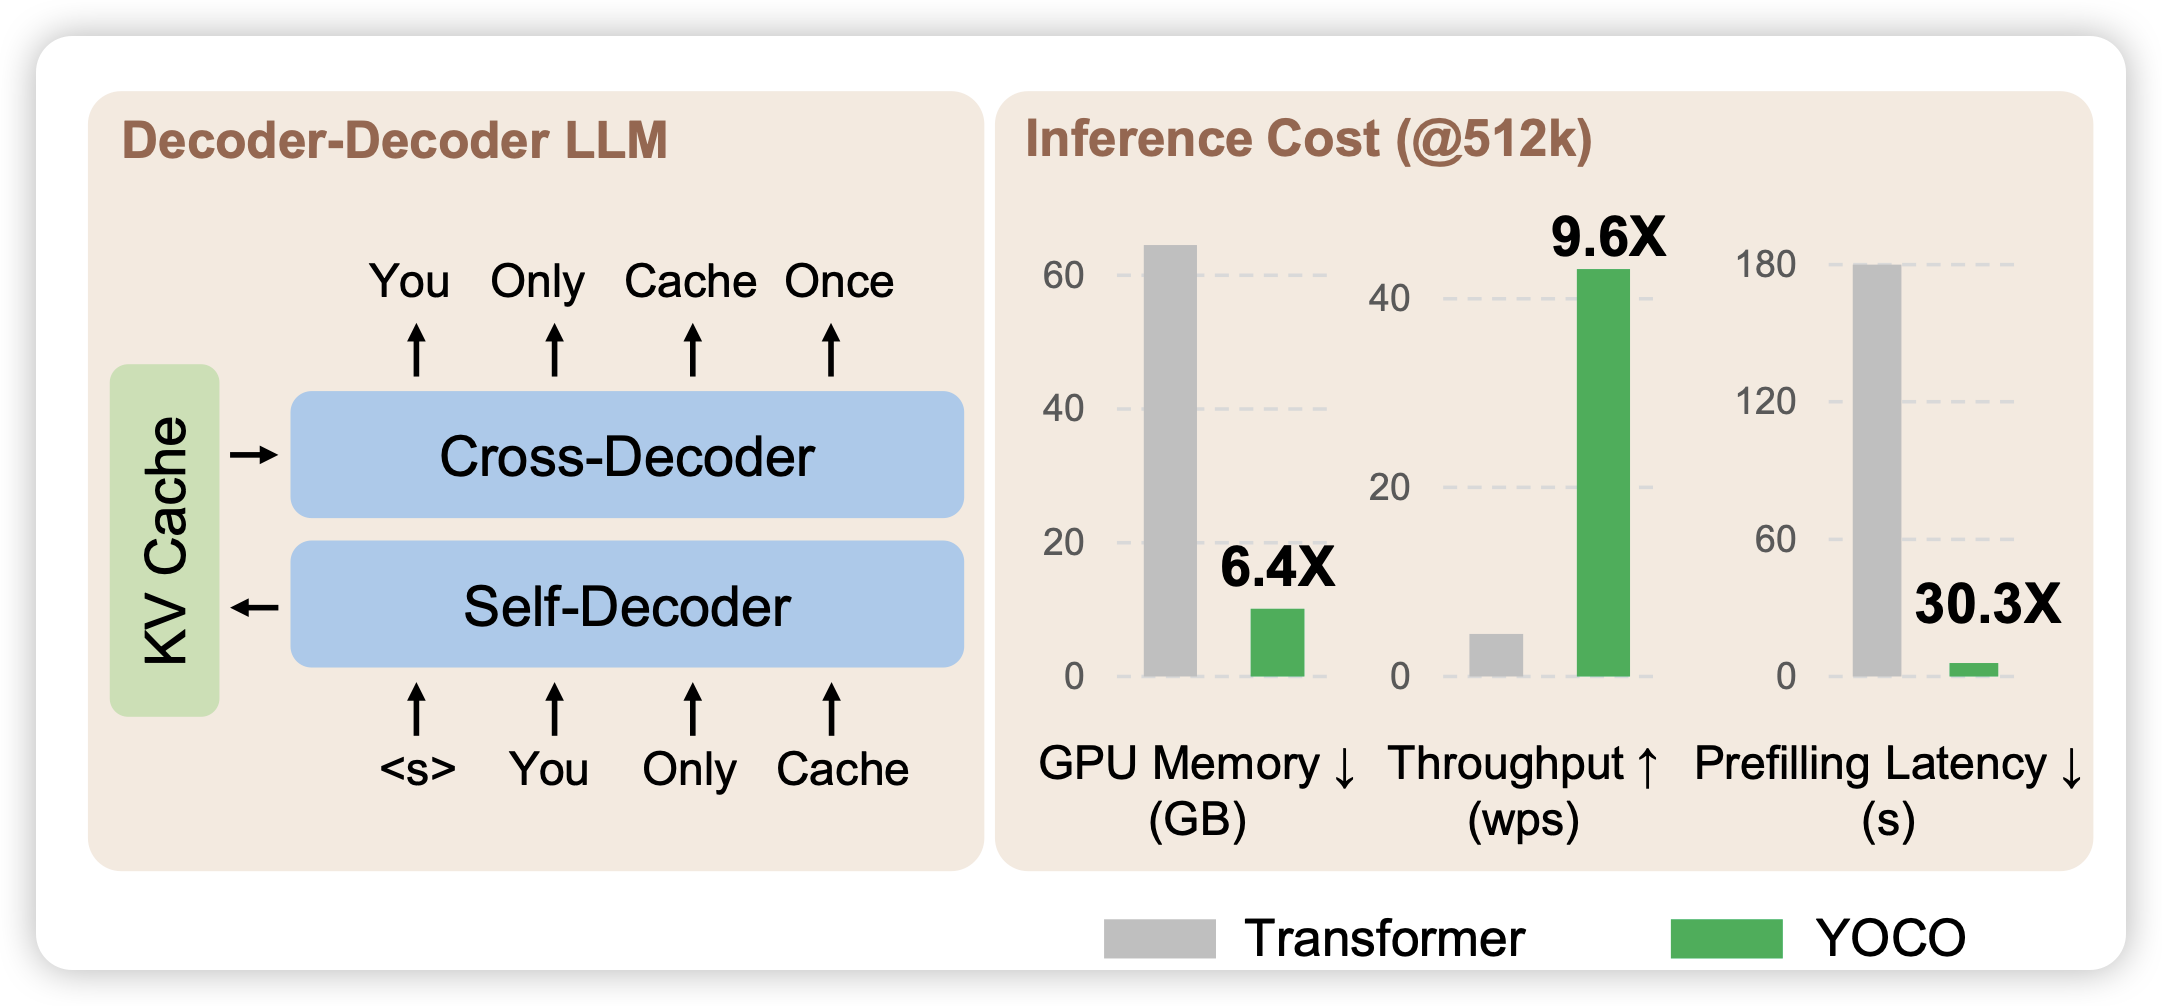 Decoder-Decoder LLM
You Only Cache Once
KV Cache
Cross-Decoder
Self-Decoder
<s> You Only Cache
Inference Cost (@512k)
60
40
20
0
6.4X
GPU Memory ↓
(GB)
40
20
0
9.6X
Throughput ↑
(wps)
180
120
60
0
30.3X
Prefilling Latency ↓
(s)
Transformer
YOCO